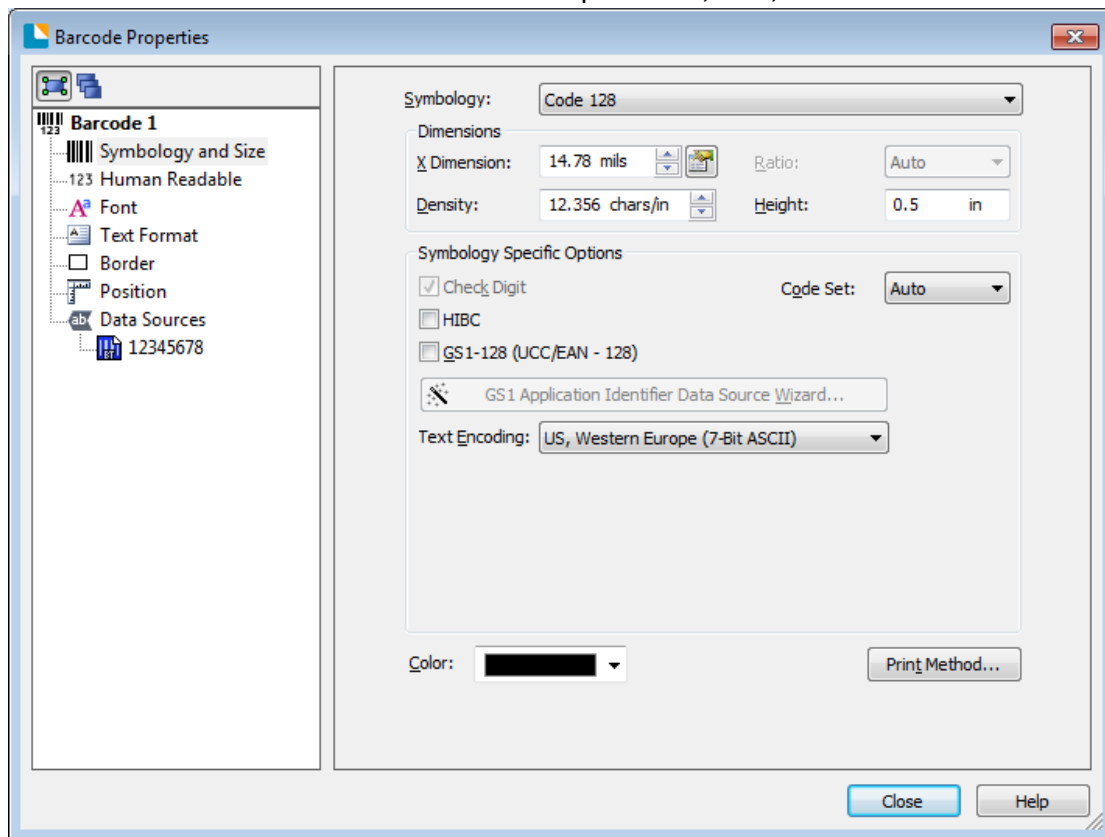 Barcode Properties
Barcode 1
Symbology and Size
123 Human Readable
Font
Text Format
Border
Position
Data Sources
12345678
Symbology: Code 128
Dimensions
X Dimension: 14.78 mils Ratio: Auto
Density: 12.356 chars/in Height: 0.5 in
Symbology Specific Options
Check Digit Code Set: Auto
HIBC
GS1-128 (UCC/EAN - 128)
GS1 Application Identifier Data Source Wizard...
Text Encoding: US, Western Europe (7-Bit ASCII)
Color: Print Method...
Close Help